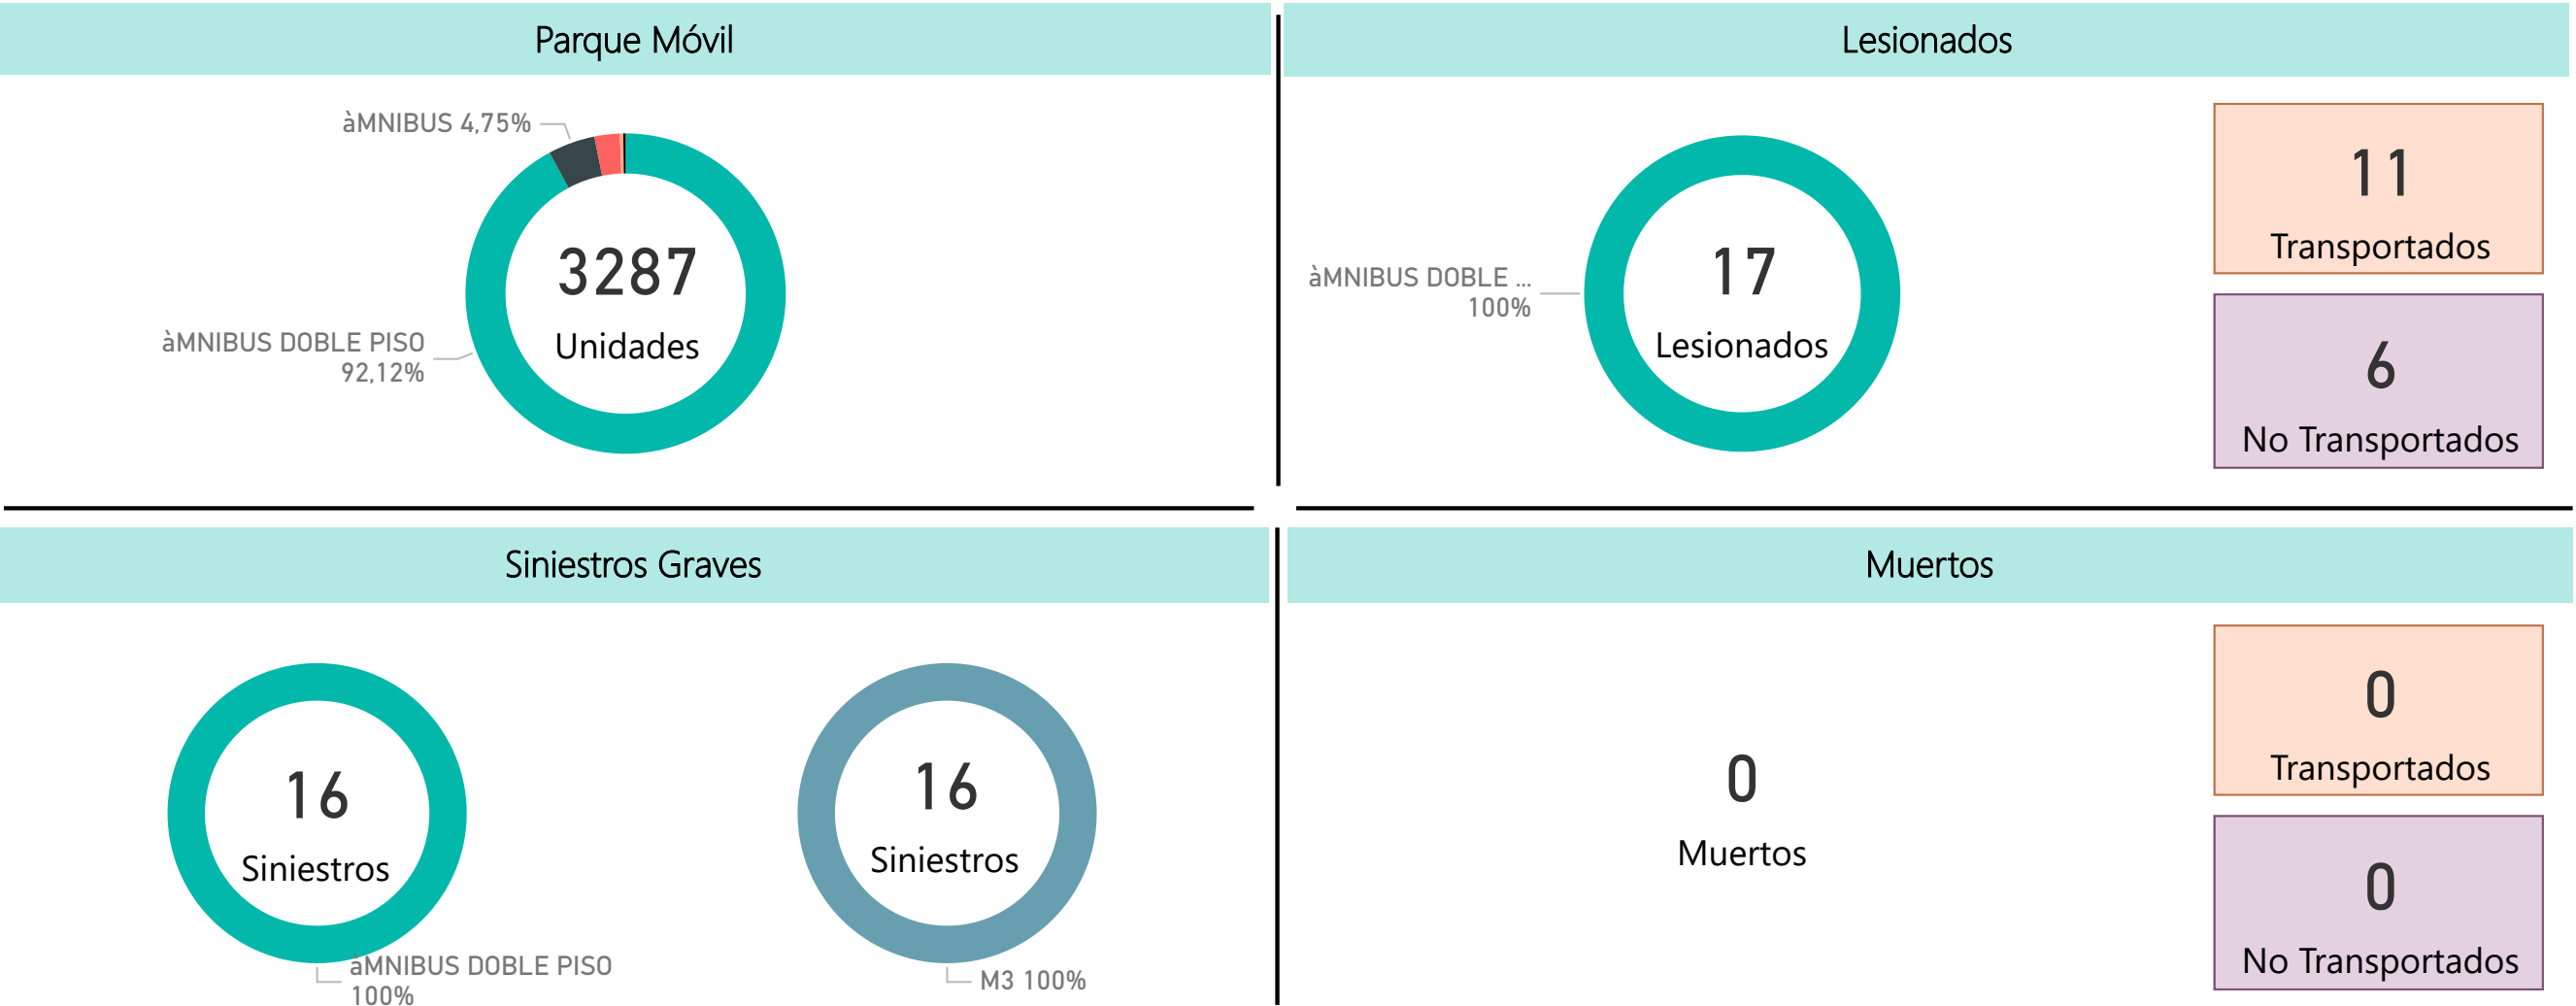 Parque Móvil
àMNIBUS 4,75%
àMNIBUS DOBLE PISO
92,12%
3287
Unidades
Lesionados
àMNIBUS DOBLE ...
100%
17
Lesionados
11
Transportados
6
No Transportados
Siniestros Graves
16
Siniestros
àMNIBUS DOBLE PISO
100%
16
Siniestros
M3 100%
Muertos
0
Muertos
0
Transportados
0
No Transportados